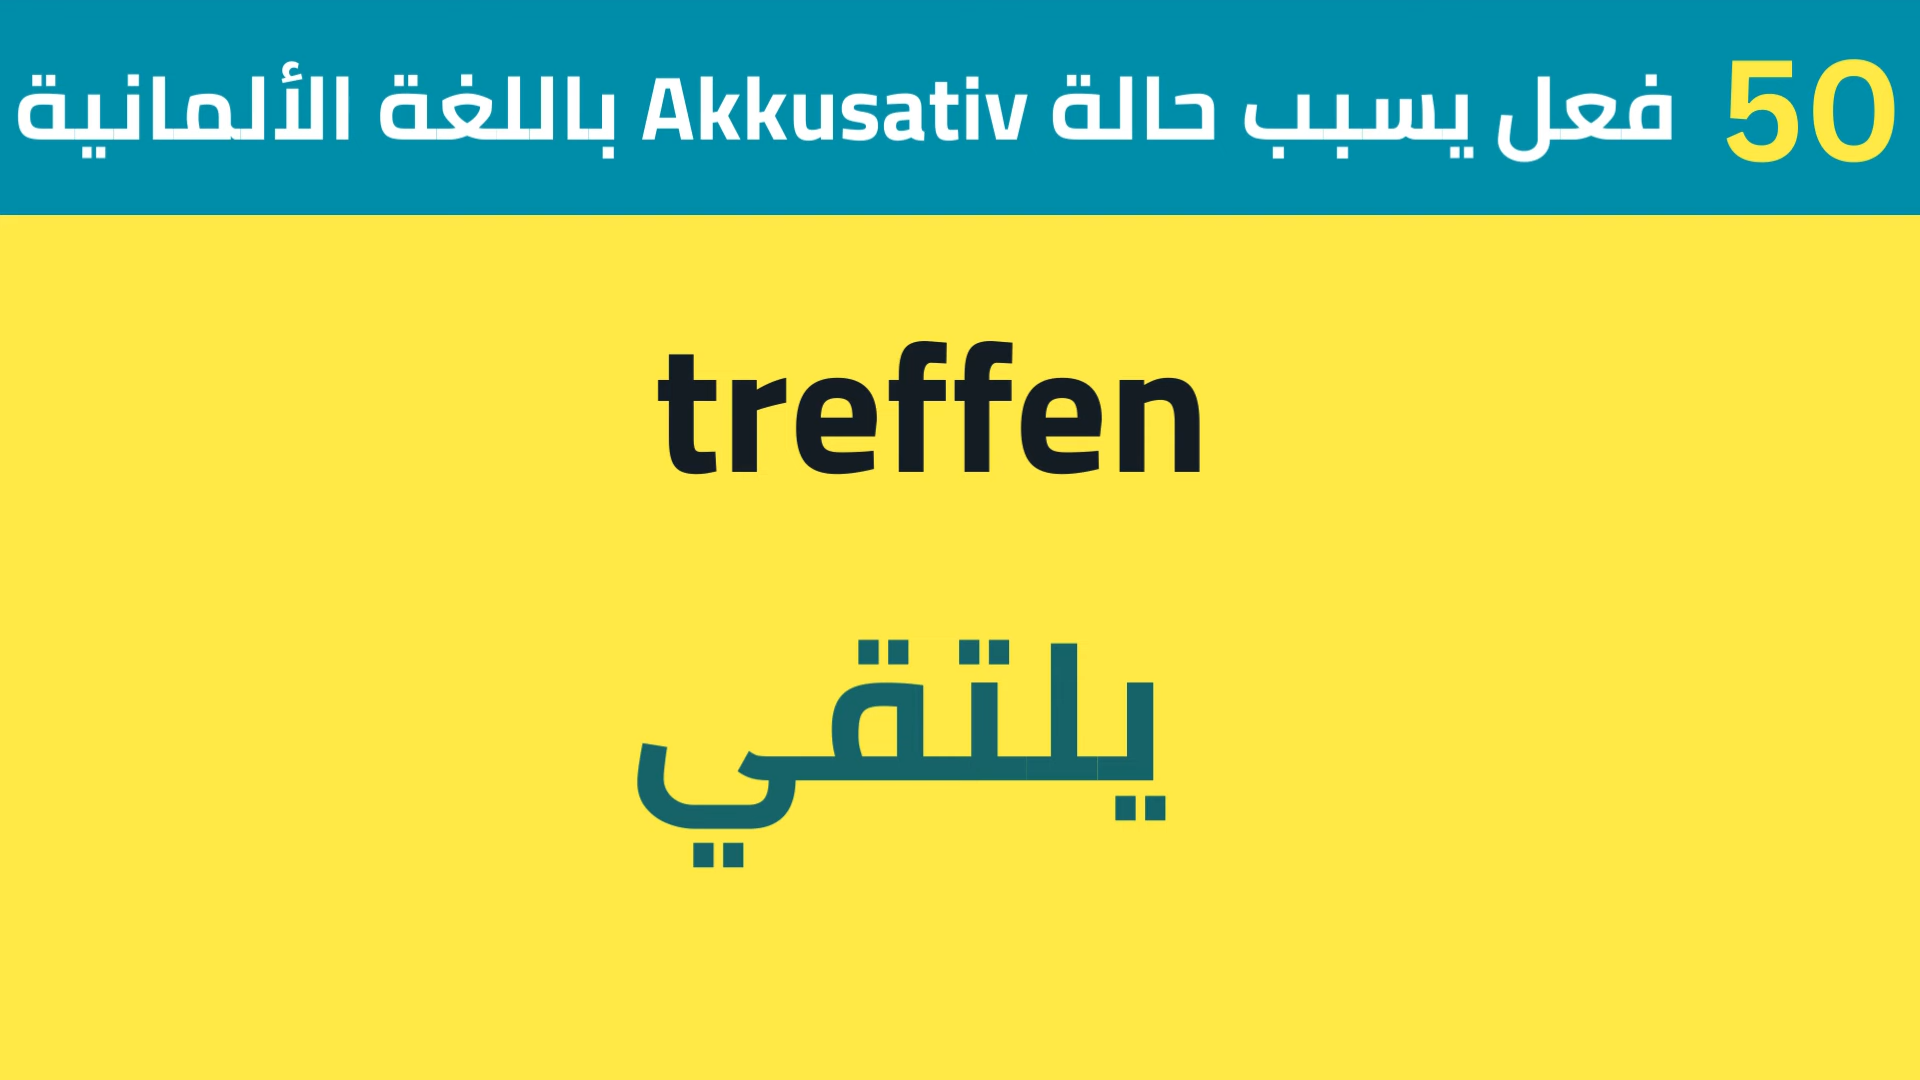 50 فعل يسبب حالة Akkusativ باللغة الألمانية
treffen
يلتقي